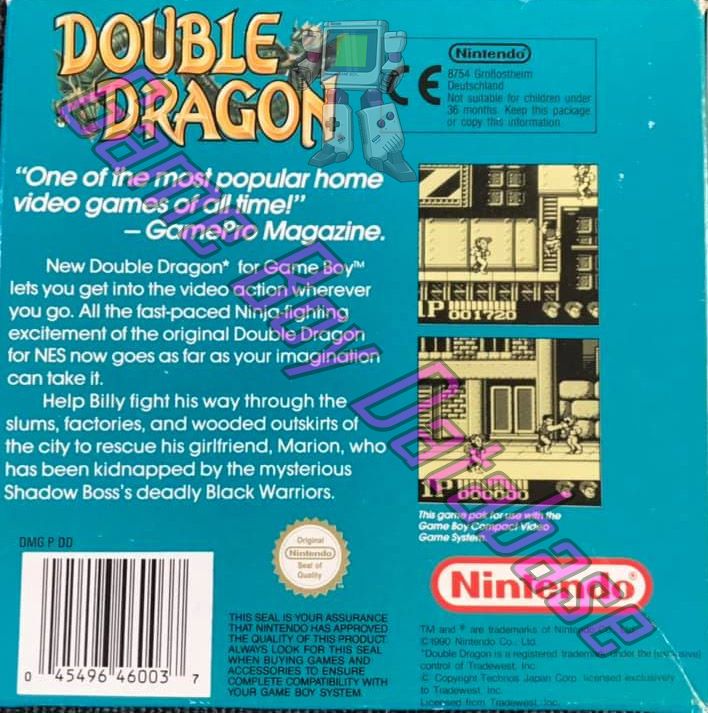 DOUBLE
DRAGON
Nintendo
CE
8754 Großostheim
Deutschland
Not suitable for children under
36 months. Keep this package
or copy this information.
"One of the most popular home
video games of all time!"
– GamePro Magazine.
New Double Dragon* for Game Boy™
lets you get into the video action wherever
you go. All the fast-paced Ninja-fighting
excitement of the original Double Dragon
for NES now goes as far as your imagination
can take it.
Help Billy fight his way through the
slums, factories, and wooded outskirts of
the city to rescue his girlfriend, Marion, who
has been kidnapped by the mysterious
Shadow Boss's deadly Black Warriors.
1P
001720
1P
000000
This game pak for use with the
Game Boy Compact Video
Game System.
DMG P DD
0 45496 46003 7
Original
Nintendo
Seal of
Quality
THIS SEAL IS YOUR ASSURANCE
THAT NINTENDO HAS APPROVED
THE QUALITY OF THIS PRODUCT.
ALWAYS LOOK FOR THIS SEAL
WHEN BUYING GAMES AND
ACCESSORIES TO ENSURE
COMPLETE COMPATIBILITY WITH
YOUR GAME BOY SYSTEM.
Nintendo®
TM and ® are trademarks of Nintendo
©1990 Nintendo Co., Ltd.
*Double Dragon is a registered trademark under the
control of Tradewest, Inc.
© Copyright Technos Japan Corp. licensed exclusively
to Tradewest, Inc.
Licensed from Tradewest, Inc.
Game Boy Database